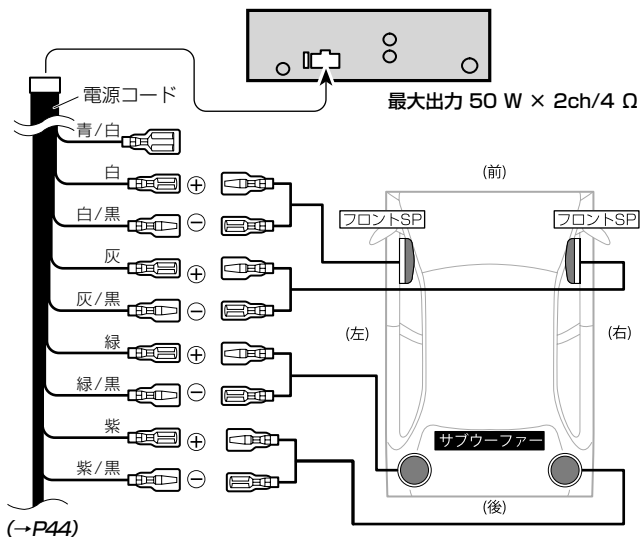 電源コード
最大出力 50 W × 2ch/4 Ω
青/白
白 ⊕
白/黒 ⊖
灰 ⊕
灰/黒 ⊖
緑 ⊕
緑/黒 ⊖
紫 ⊕
紫/黒 ⊖
(→P44)
(前)
フロントSP
フロントSP
(左)
(右)
サブウーファー
(後)